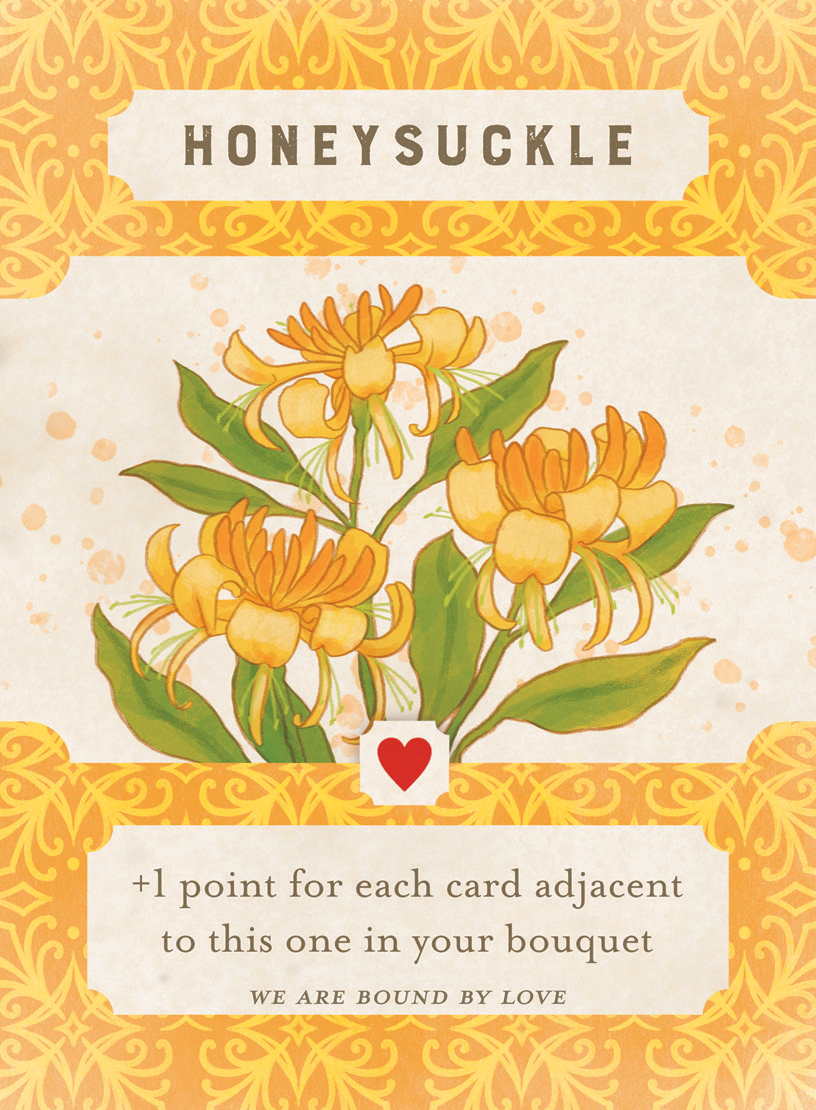 HONEYSUCKLE
+1 point for each card adjacent
to this one in your bouquet
WE ARE BOUND BY LOVE